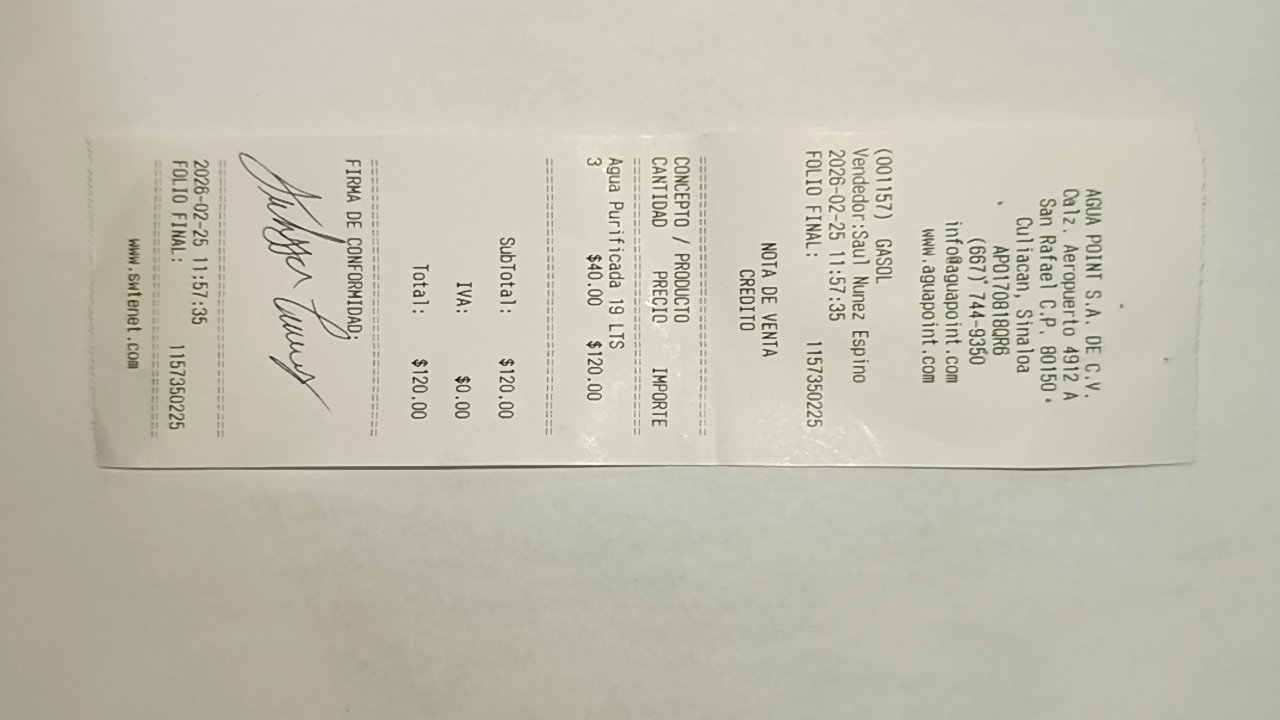 AGUA POINT S.A. DE C.V.
Calz. Aeropuerto 4912 A
San Rafael C.P. 80150
Culiacan, Sinaloa
APO170818QR6
(667) 744-9350
info@aguapoint.com
www.aguapoint.com
(001157) GASOL
Vendedor:Saul Nunez Espino
2026-02-25 11:57:35
FOLIO FINAL: 1157350225
NOTA DE VENTA
CREDITO
CONCEPTO / PRODUCTO
CANTIDAD PRECIO IMPORTE
Agua Purificada 19 LTS
3 $40.00 $120.00
SubTotal: $120.00
IVA: $0.00
Total: $120.00
FIRMA DE CONFORMIDAD:
2026-02-25 11:57:35
FOLIO FINAL: 1157350225
www.swtenet.com